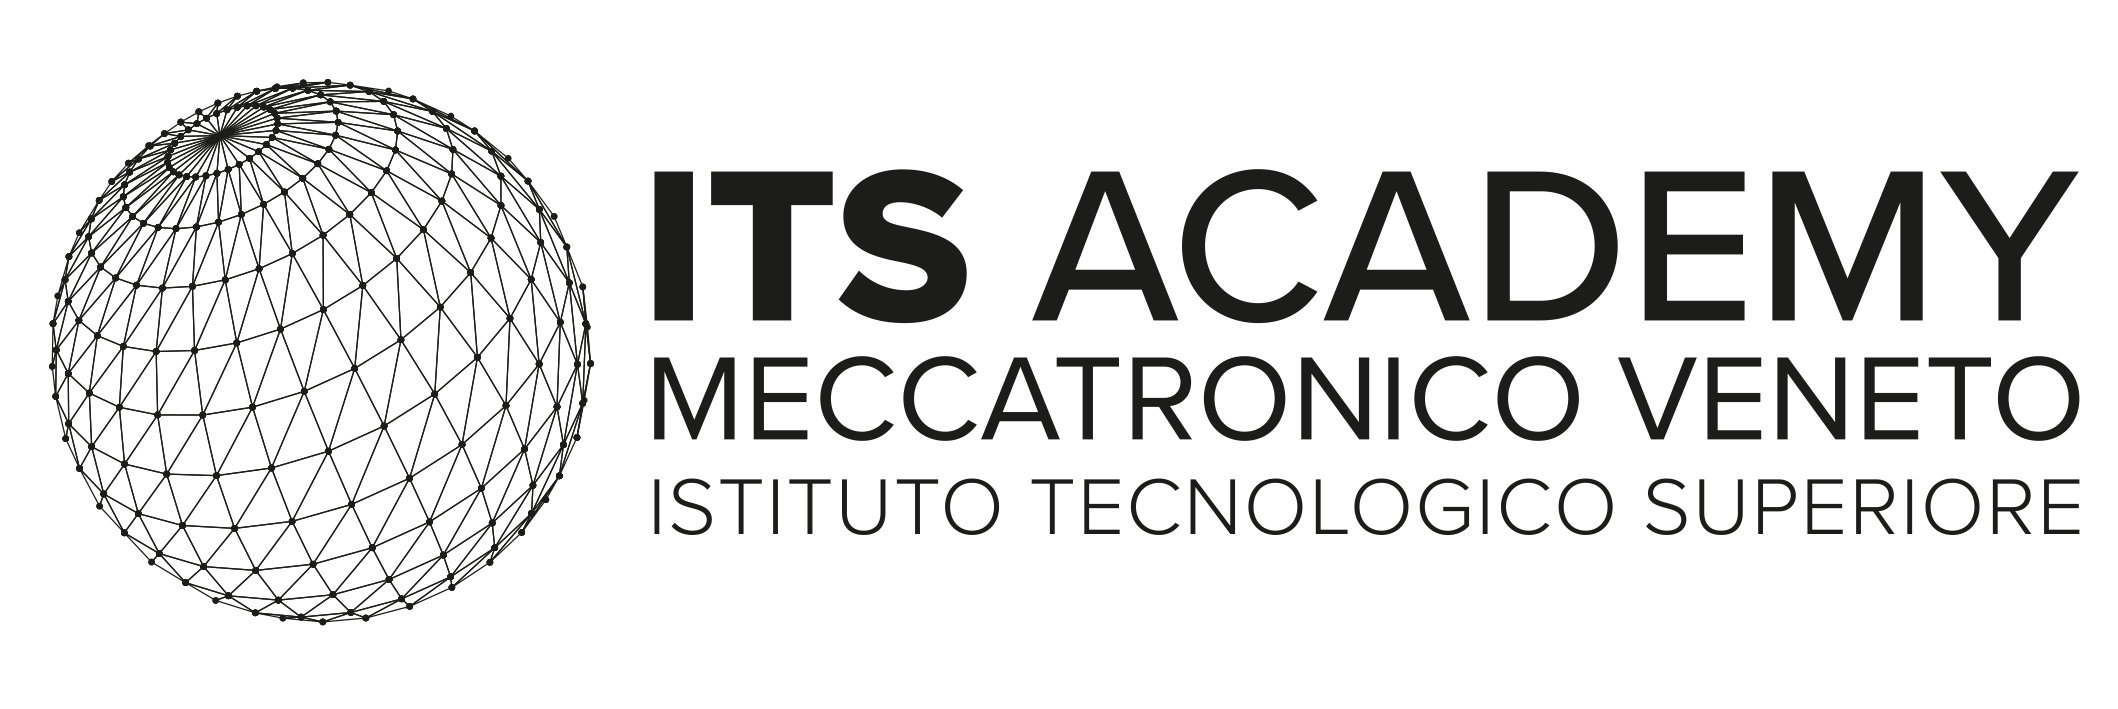 ITS ACADEMY
MECCATRONICO VENETO
ISTITUTO TECNOLOGICO SUPERIORE